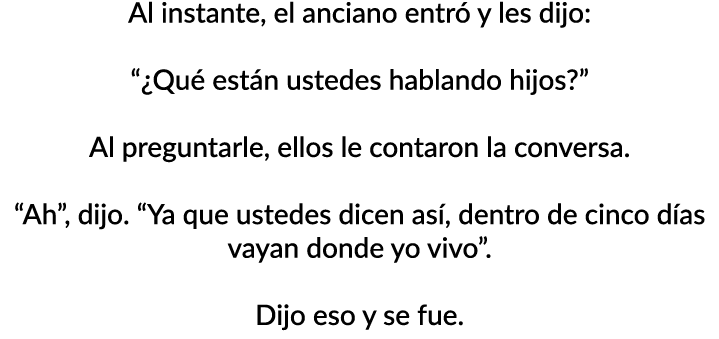 Al instante, el anciano entró y les dijo:
“¿Qué están ustedes hablando hijos?”
Al preguntarle, ellos le contaron la conversa.
“Ah”, dijo. “Ya que ustedes dicen así, dentro de cinco días
vayan donde yo vivo”.
Dijo eso y se fue.